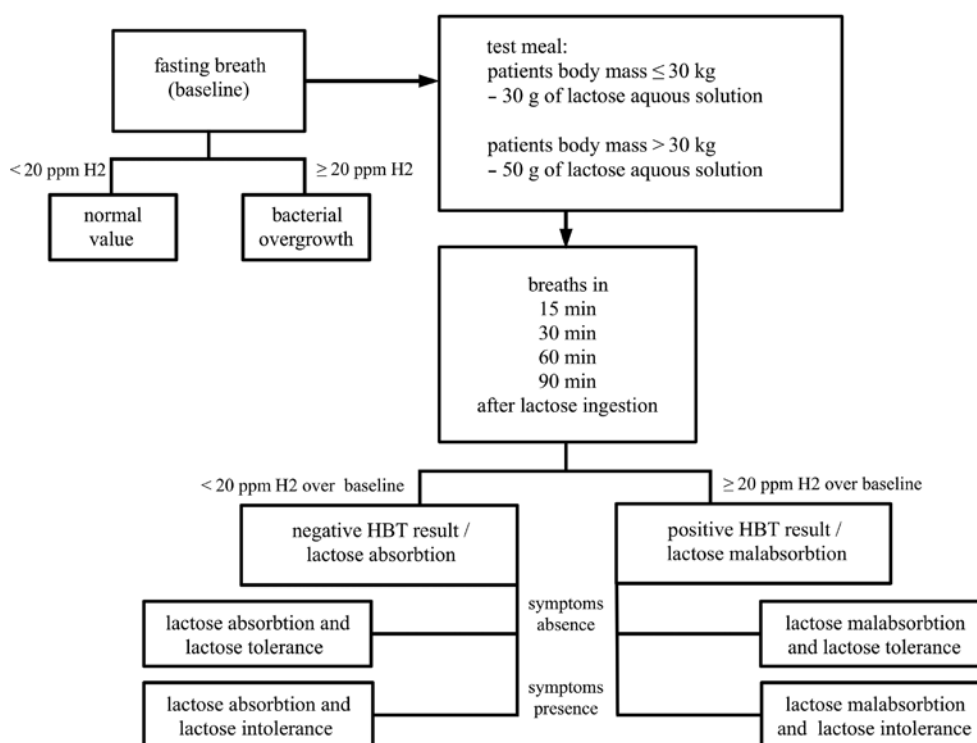 fasting breath
(baseline)
test meal:
patients body mass ≤ 30 kg
– 30 g of lactose aquous solution
patients body mass > 30 kg
– 50 g of lactose aquous solution
< 20 ppm H2
≥ 20 ppm H2
normal
value
bacterial
overgrowth
breaths in
15 min
30 min
60 min
90 min
after lactose ingestion
< 20 ppm H2 over baseline
≥ 20 ppm H2 over baseline
negative HBT result /
lactose absorbtion
positive HBT result /
lactose malabsorbtion
symptoms
absence
lactose absorbtion and
lactose tolerance
lactose malabsorbtion
and lactose tolerance
symptoms
presence
lactose absorbtion and
lactose intolerance
lactose malabsorbtion
and lactose intolerance